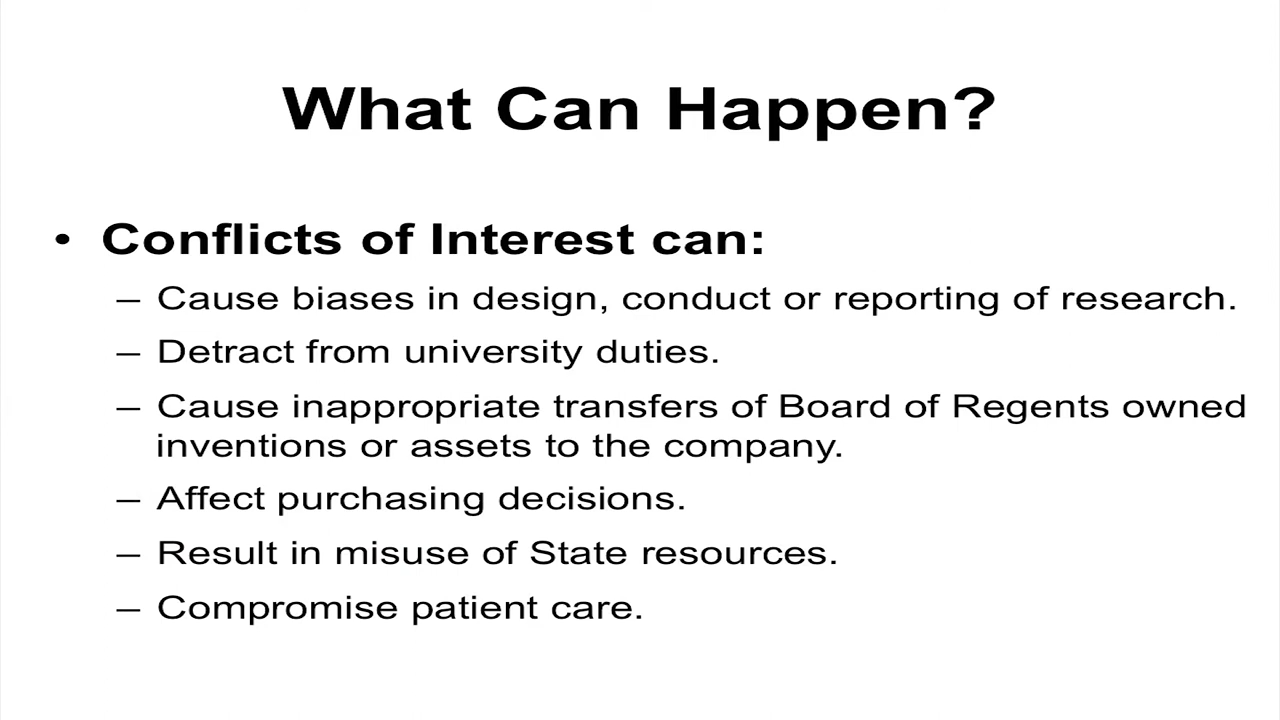 What Can Happen?
• Conflicts of Interest can:
– Cause biases in design, conduct or reporting of research.
– Detract from university duties.
– Cause inappropriate transfers of Board of Regents owned
inventions or assets to the company.
– Affect purchasing decisions.
– Result in misuse of State resources.
– Compromise patient care.